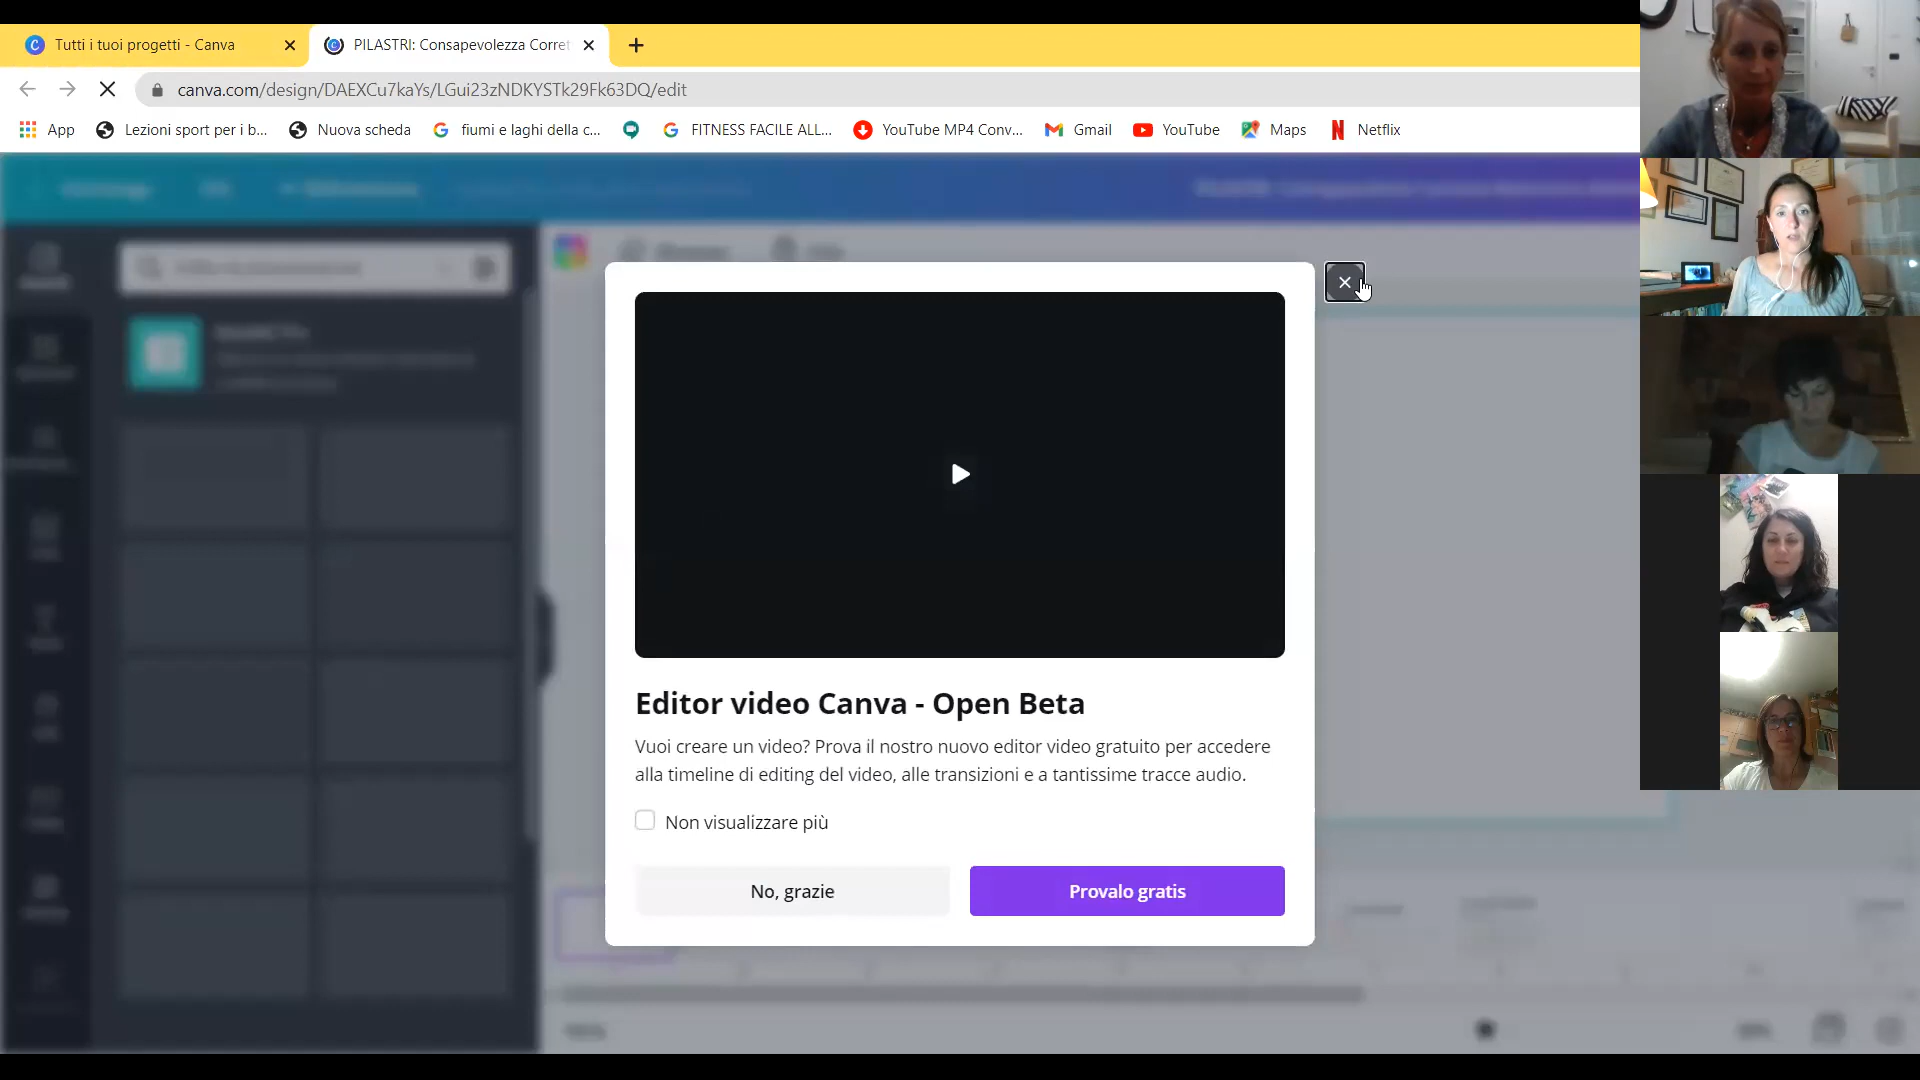 Tutti i tuoi progetti - Canva
PILASTRI: Consapevolezza Corret
canva.com/design/DAEXCu7kaYs/LGui23zNDKYSTk29Fk63DQ/edit
App
Lezioni sport per i b...
Nuova scheda
fiumi e laghi della c...
FITNESS FACILE ALL...
YouTube MP4 Conv...
Gmail
YouTube
Maps
Netflix
Editor video Canva - Open Beta
Vuoi creare un video? Prova il nostro nuovo editor video gratuito per accedere
alla timeline di editing del video, alle transizioni e a tantissime tracce audio.
Non visualizzare più
No, grazie
Provalo gratis